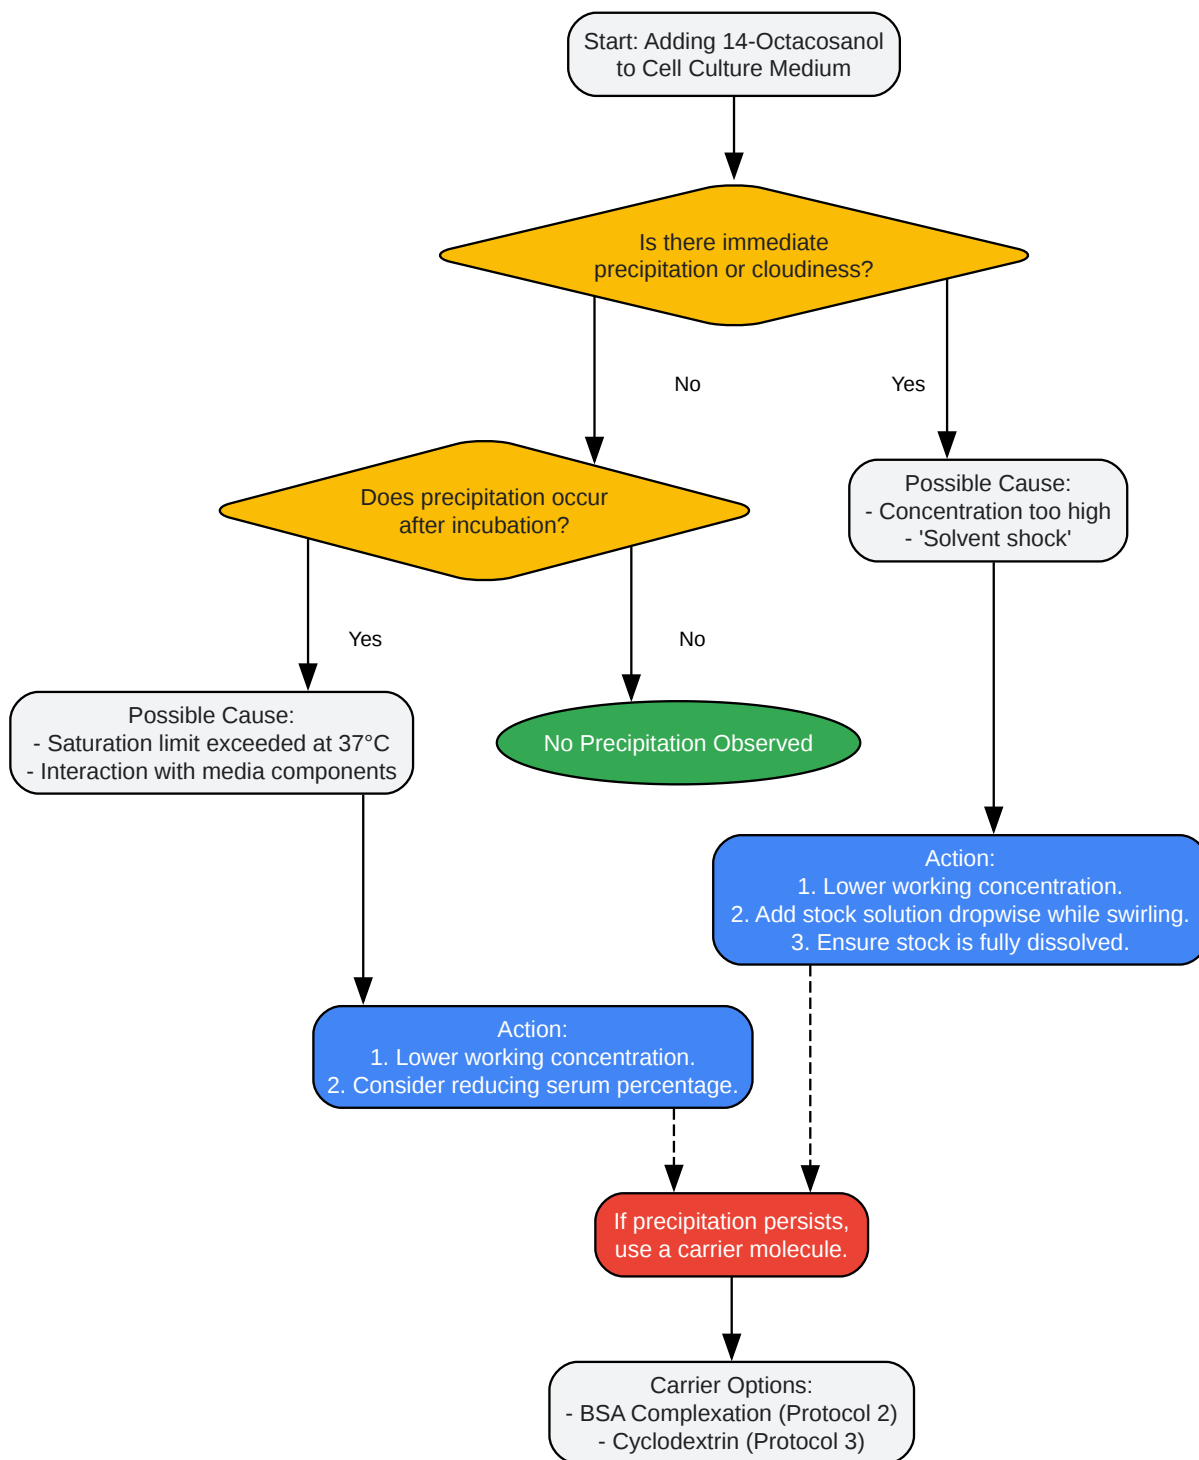 Start: Adding 14-Octacosanol
to Cell Culture Medium
Is there immediate
precipitation or cloudiness?
No
Yes
Does precipitation occur
after incubation?
Possible Cause:
- Concentration too high
- 'Solvent shock'
Yes
No
Possible Cause:
- Saturation limit exceeded at 37°C
- Interaction with media components
No Precipitation Observed
Action:
1. Lower working concentration.
2. Add stock solution dropwise while swirling.
3. Ensure stock is fully dissolved.
Action:
1. Lower working concentration.
2. Consider reducing serum percentage.
If precipitation persists,
use a carrier molecule.
Carrier Options:
- BSA Complexation (Protocol 2)
- Cyclodextrin (Protocol 3)